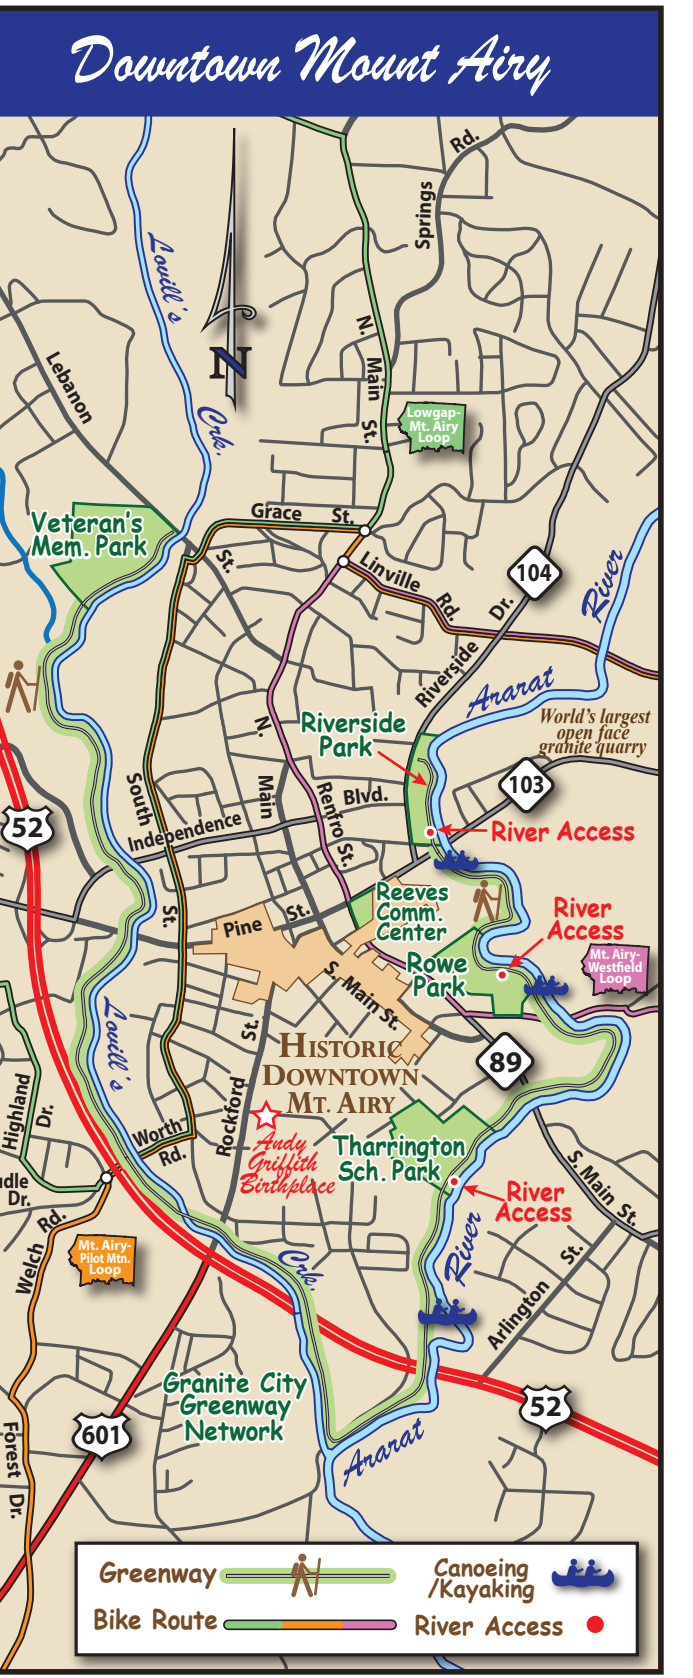 Downtown Mount Airy
Rd.
Springs
Lovill's
N.
Main
St.
N
Lebanon
Crk.
Lowgap-
Mt. Airy
Loop
Grace St.
Veteran's
Mem. Park
St.
Linville
Rd.
104
River
Dr.
Riverside
Ararat
World's largest
open face
granite quarry
Riverside
Park
N.
Main
South
103
52
Renfro St.
Blvd.
Independence
River Access
Reeves
Comm.
Center
St.
Pine
St.
River
Access
Rowe
Park
Mt. Airy-
Westfield
Loop
S. Main St.
Lovill's
St.
Historic
Downtown
Mt. Airy
89
Highland
Dr.
Rockford
Worth
Rd.
Andy
Griffith
Birthplace
Tharrington
Sch. Park
S. Main St.
udle
Dr.
River
Access
Rd.
Welch
Mt. Airy-
Pilot Mtn.
Loop
Crk.
River
St.
Arlington
Granite City
Greenway
Network
52
601
Forest
Dr.
Ararat
Greenway
Canoeing
/Kayaking
Bike Route
River Access